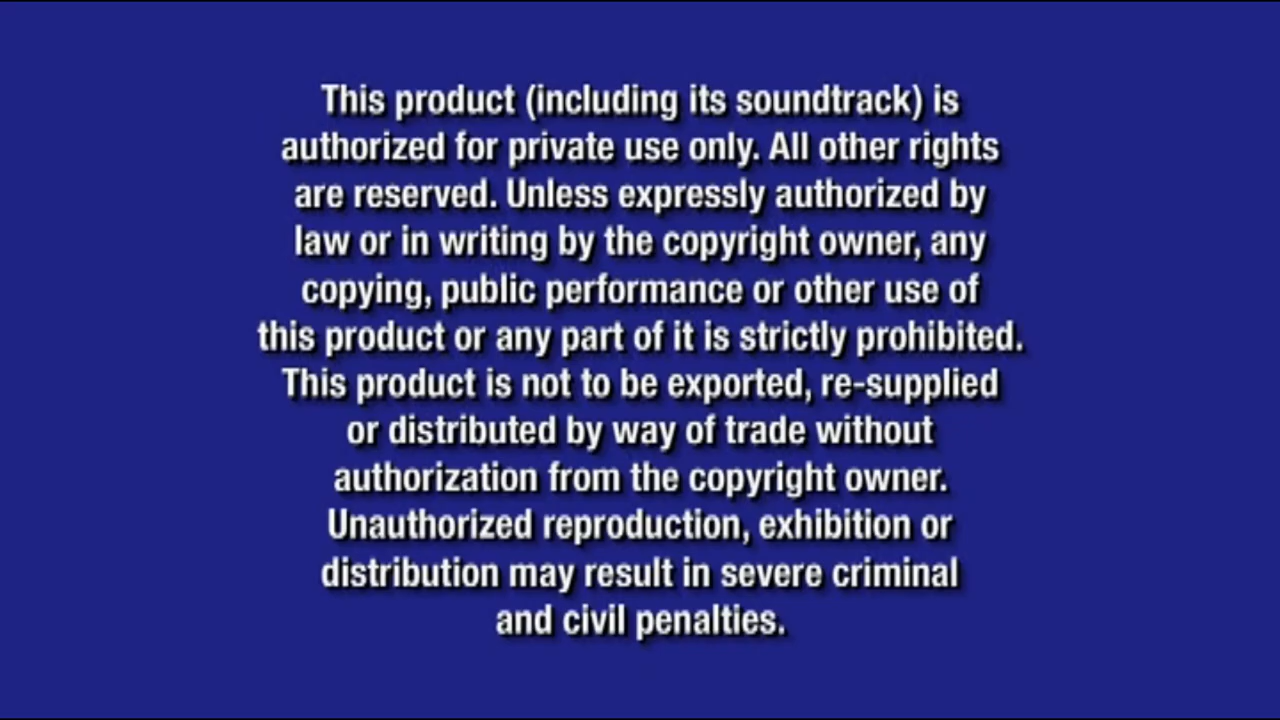 This product (including its soundtrack) is
authorized for private use only. All other rights
are reserved. Unless expressly authorized by
law or in writing by the copyright owner, any
copying, public performance or other use of
this product or any part of it is strictly prohibited.
This product is not to be exported, re-supplied
or distributed by way of trade without
authorization from the copyright owner.
Unauthorized reproduction, exhibition or
distribution may result in severe criminal
and civil penalties.